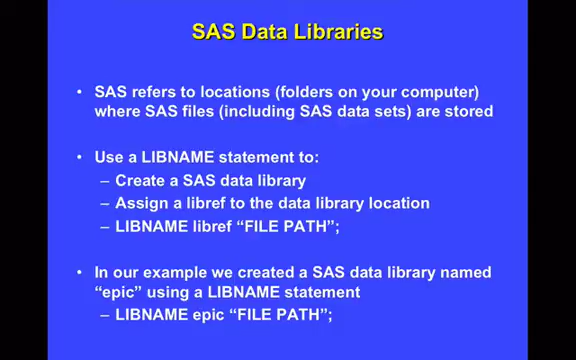 SAS Data Libraries
• SAS refers to locations (folders on your computer)
where SAS files (including SAS data sets) are stored
• Use a LIBNAME statement to:
– Create a SAS data library
– Assign a libref to the data library location
– LIBNAME libref “FILE PATH”;
• In our example we created a SAS data library named
“epic” using a LIBNAME statement
– LIBNAME epic “FILE PATH”;